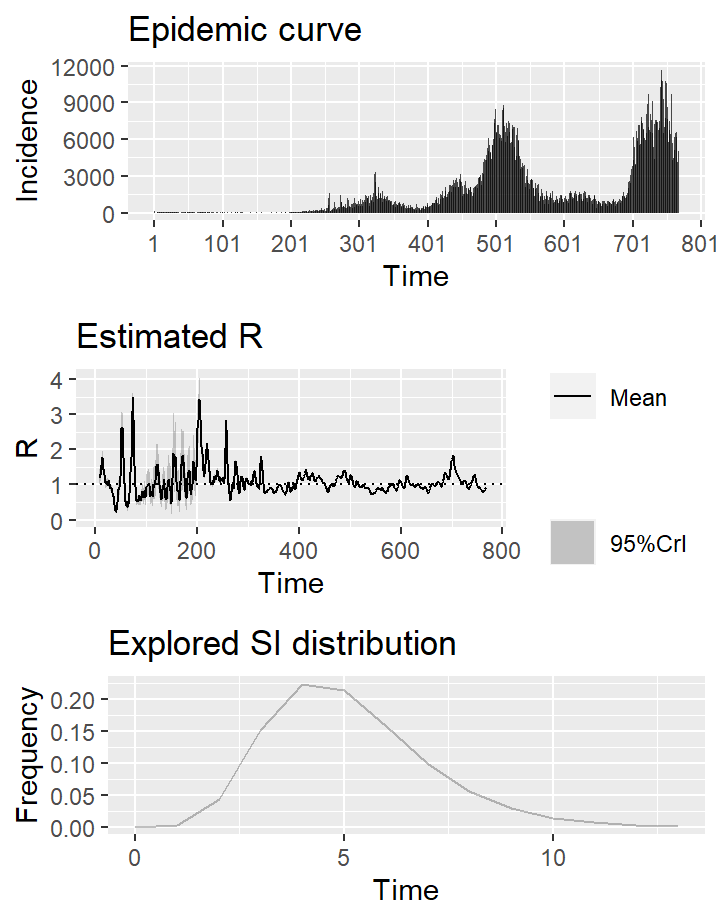 Epidemic curve
12000
9000
6000
3000
0
Incidence
1 101 201 301 401 501 601 701 801
Time
Estimated R
4
3
2
1
0
R
0 200 400 600 800
Time
Mean
95%CrI
Explored SI distribution
0.20
0.15
0.10
0.05
0.00
Frequency
0 5 10
Time